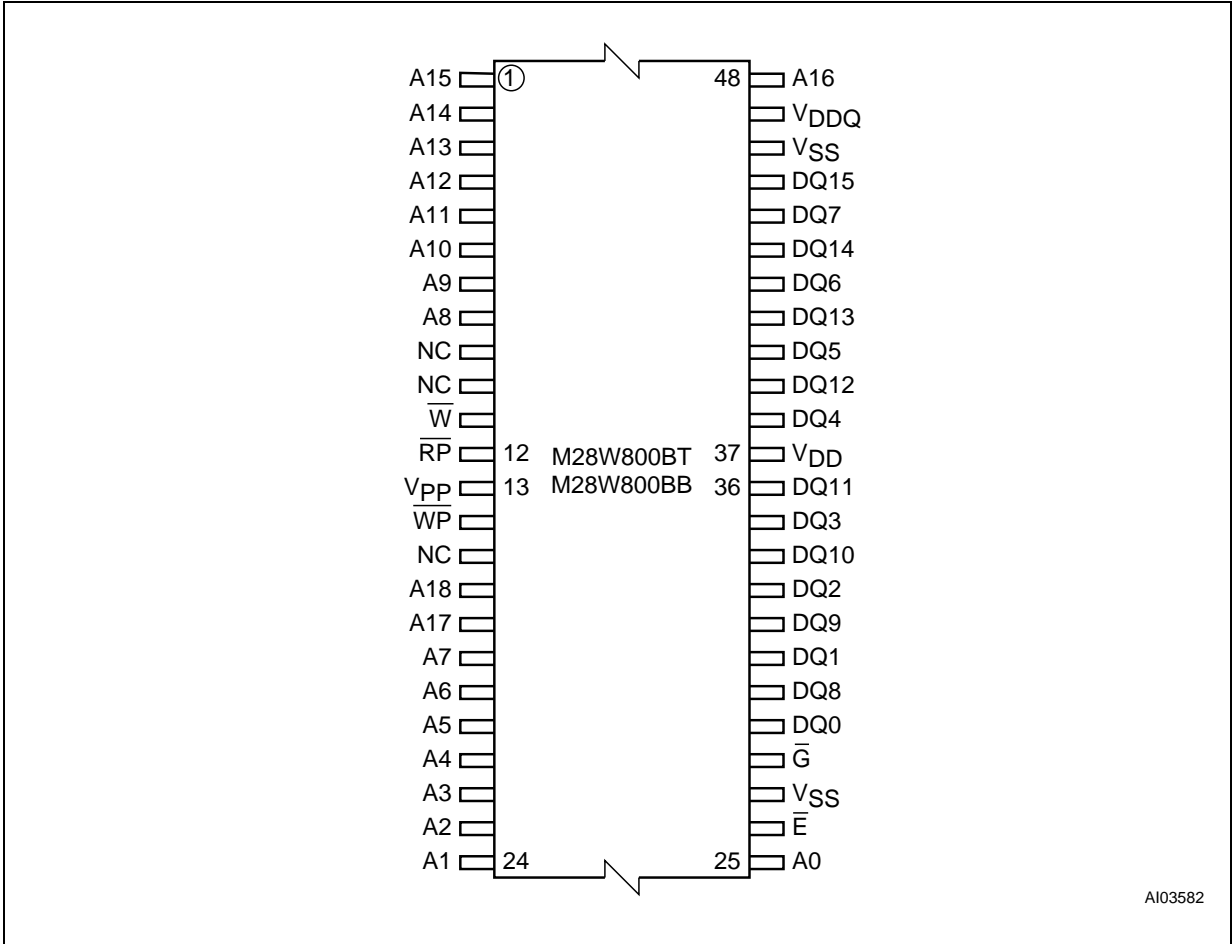 A15 ① 48 A16
A14 VDDQ
A13 VSS
A12 DQ15
A11 DQ7
A10 DQ14
A9 DQ6
A8 DQ13
NC DQ5
NC DQ12
W̅ DQ4
R̅P̅ 12 M28W800BT 37 VDD
VPP 13 M28W800BB 36 DQ11
W̅P̅ DQ3
NC DQ10
A18 DQ2
A17 DQ9
A7 DQ1
A6 DQ8
A5 DQ0
A4 G̅
A3 VSS
A2 E̅
A1 24 25 A0
AI03582